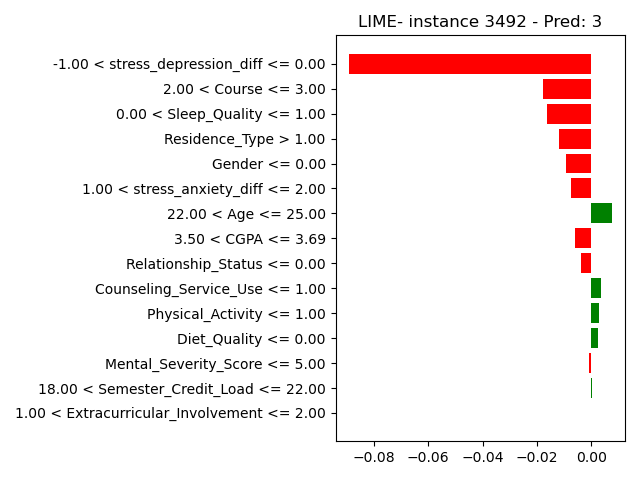 LIME- instance 3492 - Pred: 3
-1.00 < stress_depression_diff <= 0.00
2.00 < Course <= 3.00
0.00 < Sleep_Quality <= 1.00
Residence_Type > 1.00
Gender <= 0.00
1.00 < stress_anxiety_diff <= 2.00
22.00 < Age <= 25.00
3.50 < CGPA <= 3.69
Relationship_Status <= 0.00
Counseling_Service_Use <= 1.00
Physical_Activity <= 1.00
Diet_Quality <= 0.00
Mental_Severity_Score <= 5.00
18.00 < Semester_Credit_Load <= 22.00
1.00 < Extracurricular_Involvement <= 2.00
−0.08 −0.06 −0.04 −0.02 0.00